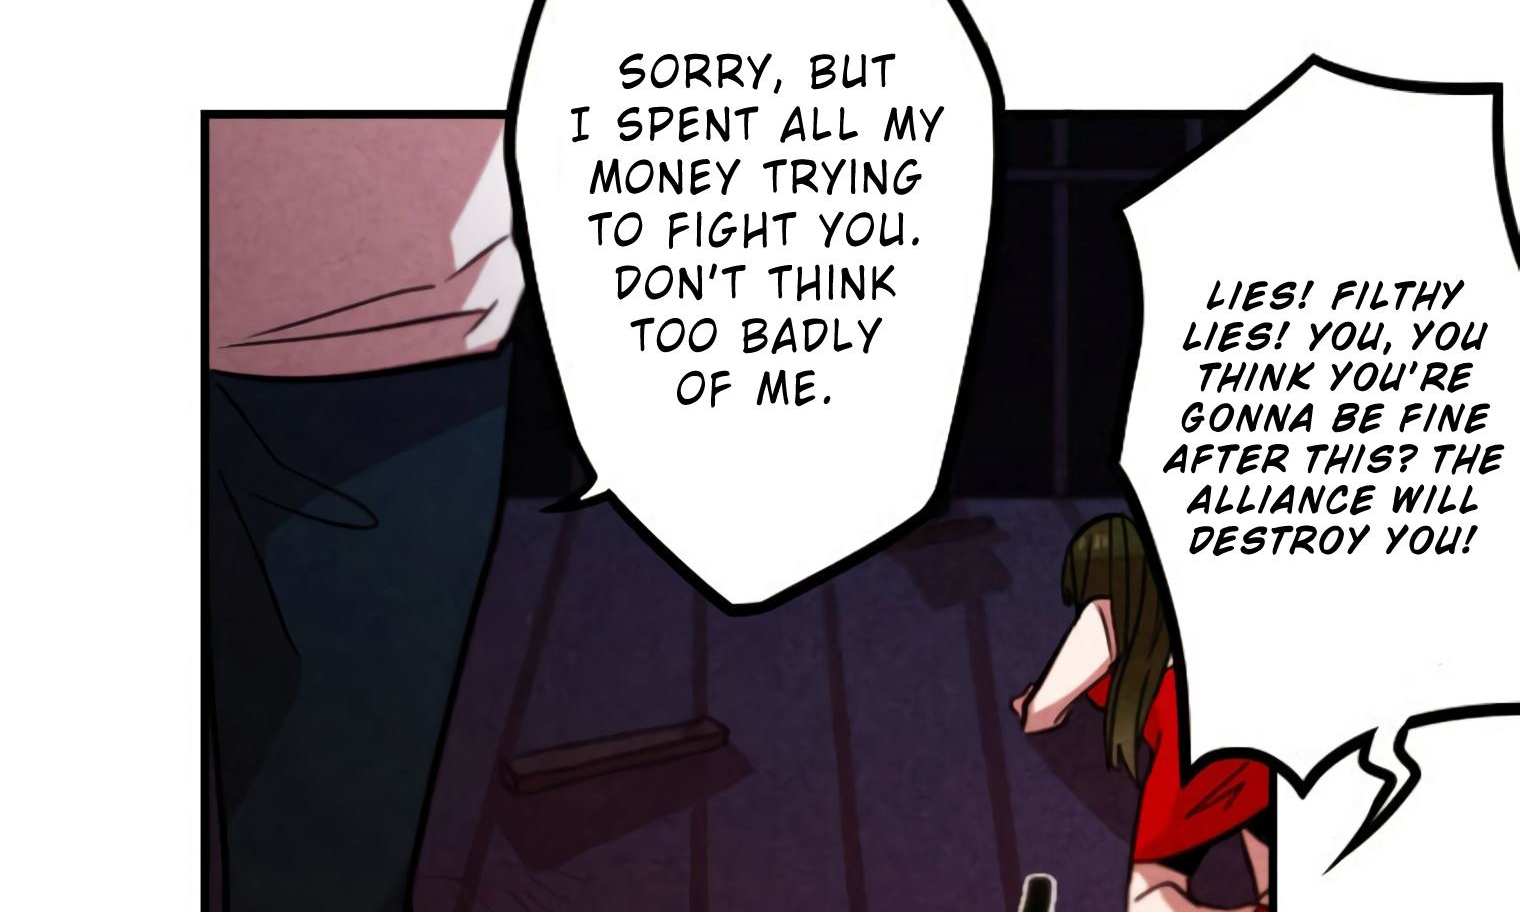 SORRY, BUT
I SPENT ALL MY
MONEY TRYING
TO FIGHT YOU.
DON'T THINK
TOO BADLY
OF ME.
LIES! FILTHY
LIES! YOU, YOU
THINK YOU'RE
GONNA BE FINE
AFTER THIS? THE
ALLIANCE WILL
DESTROY YOU!